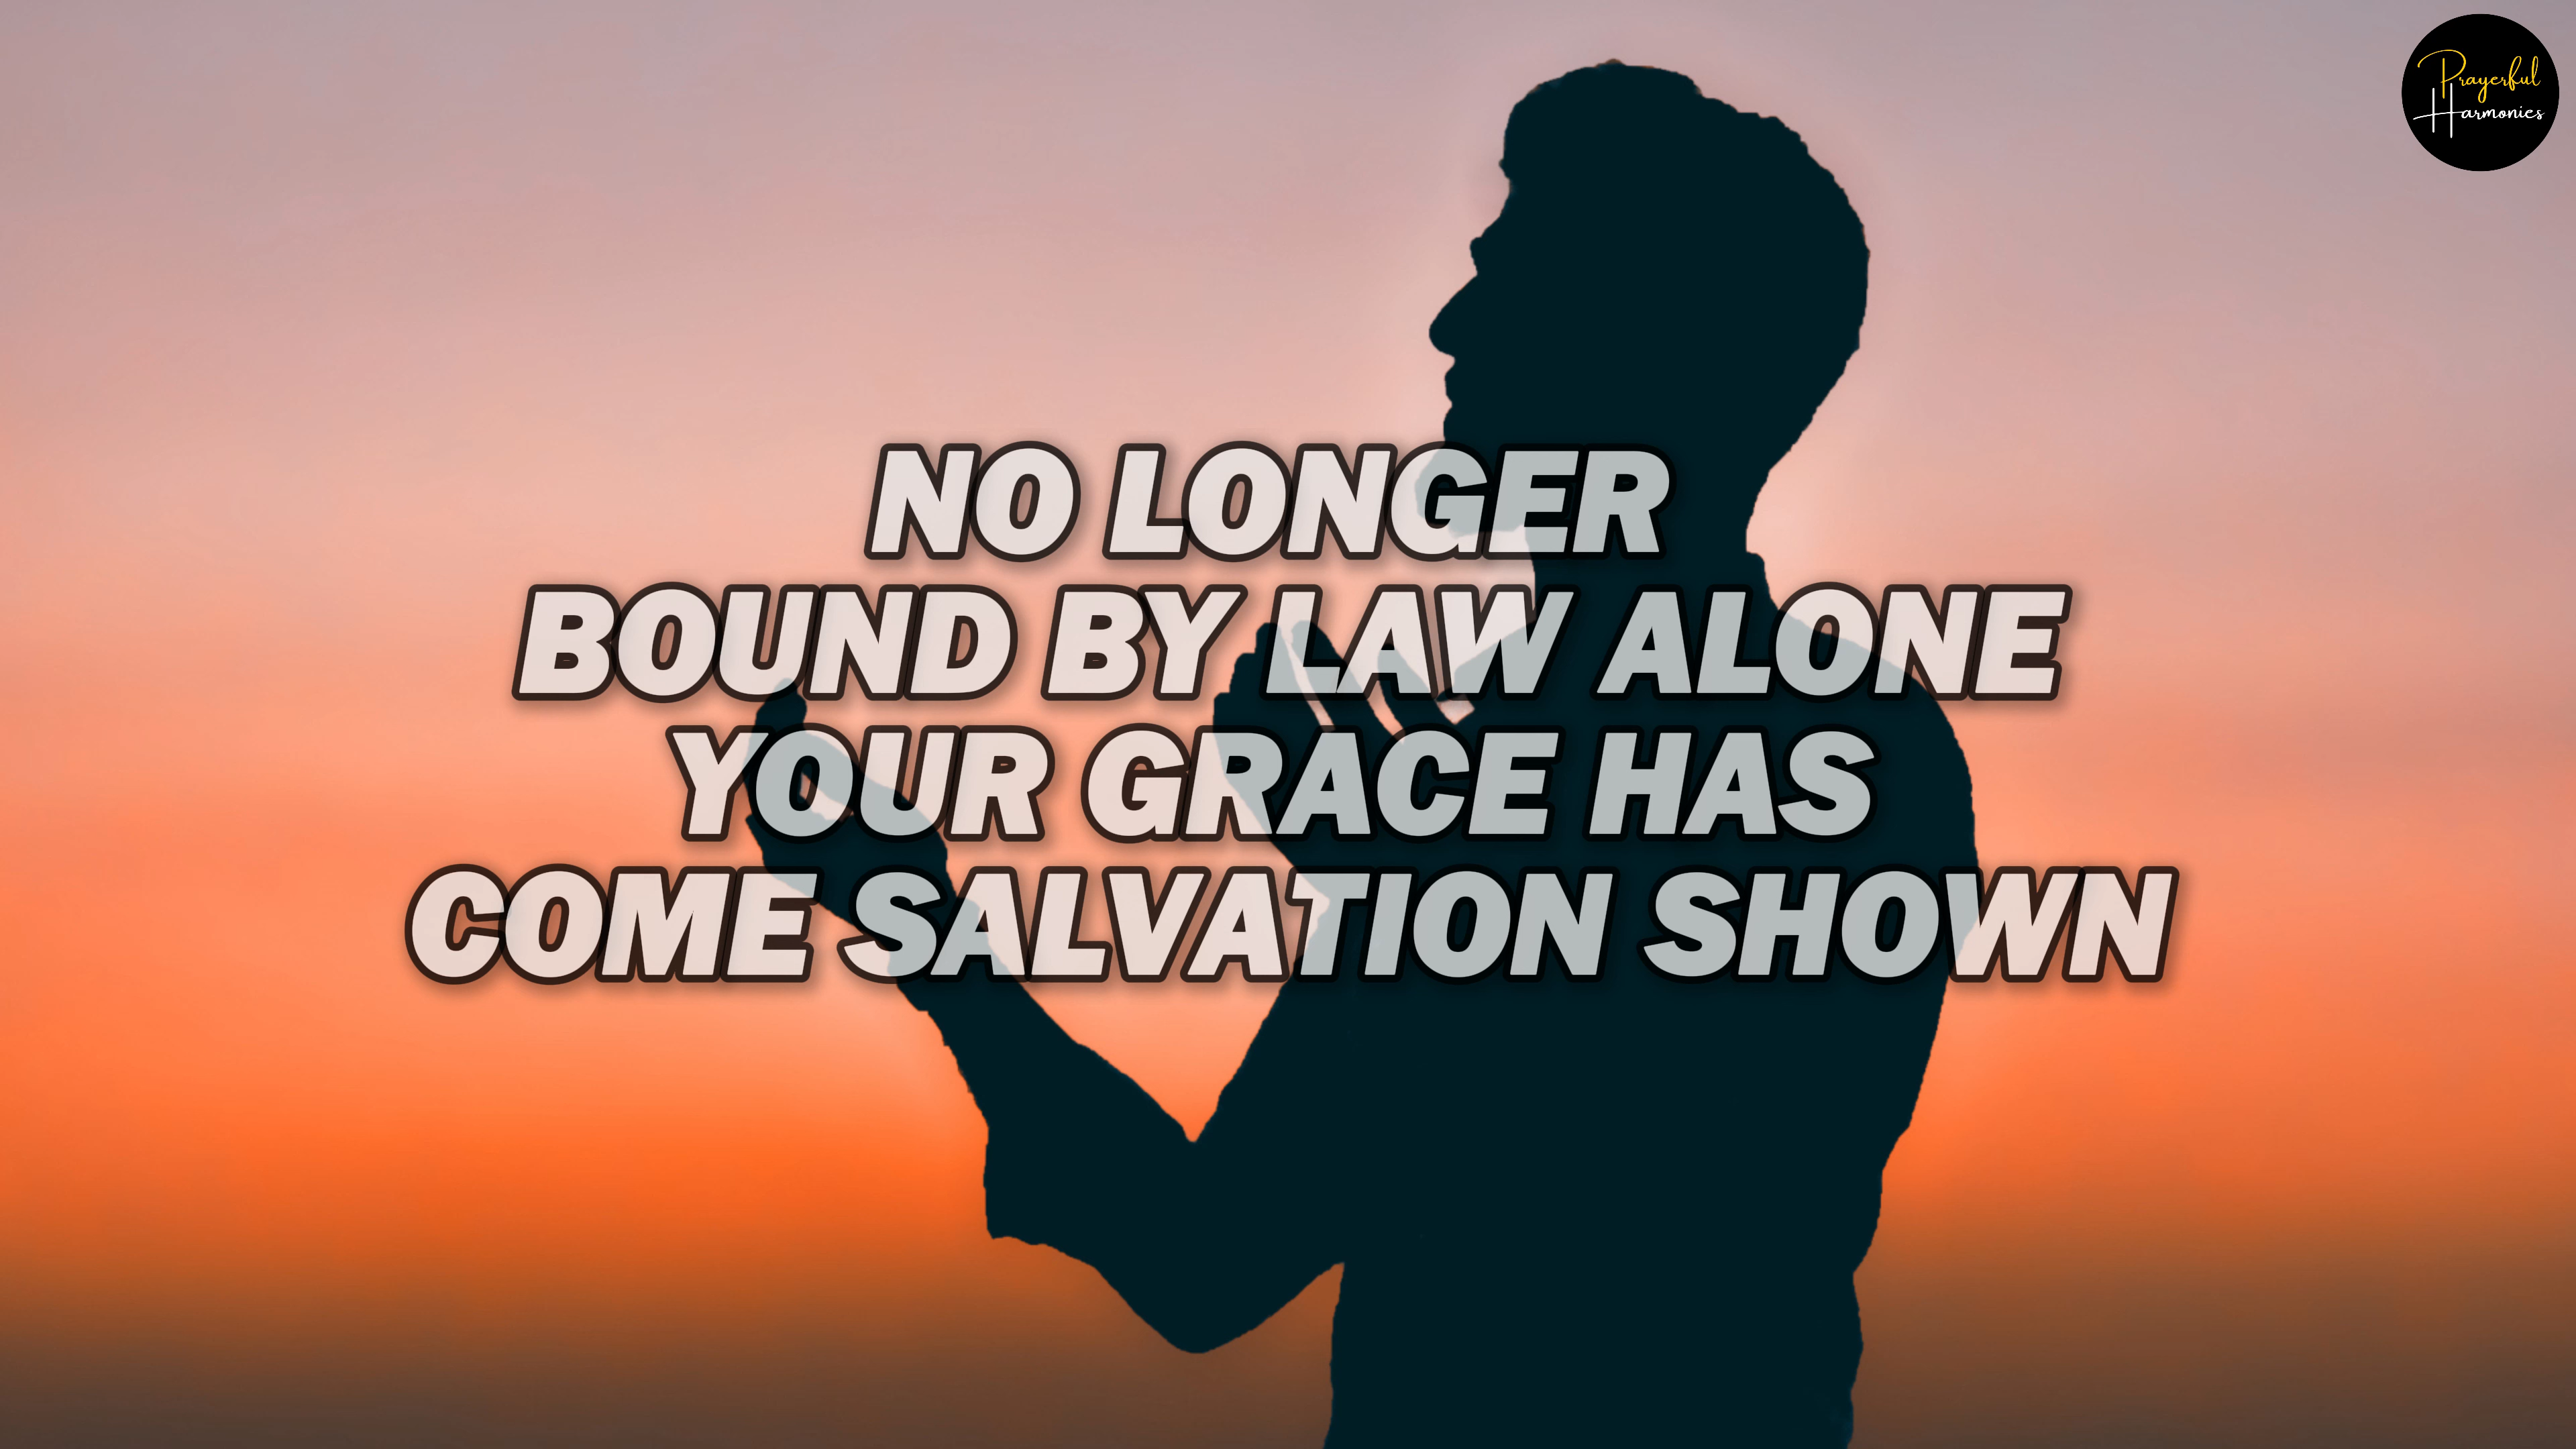 Prayerful
Harmonies
NO LONGER
BOUND BY LAW ALONE
YOUR GRACE HAS
COME SALVATION SHOWN